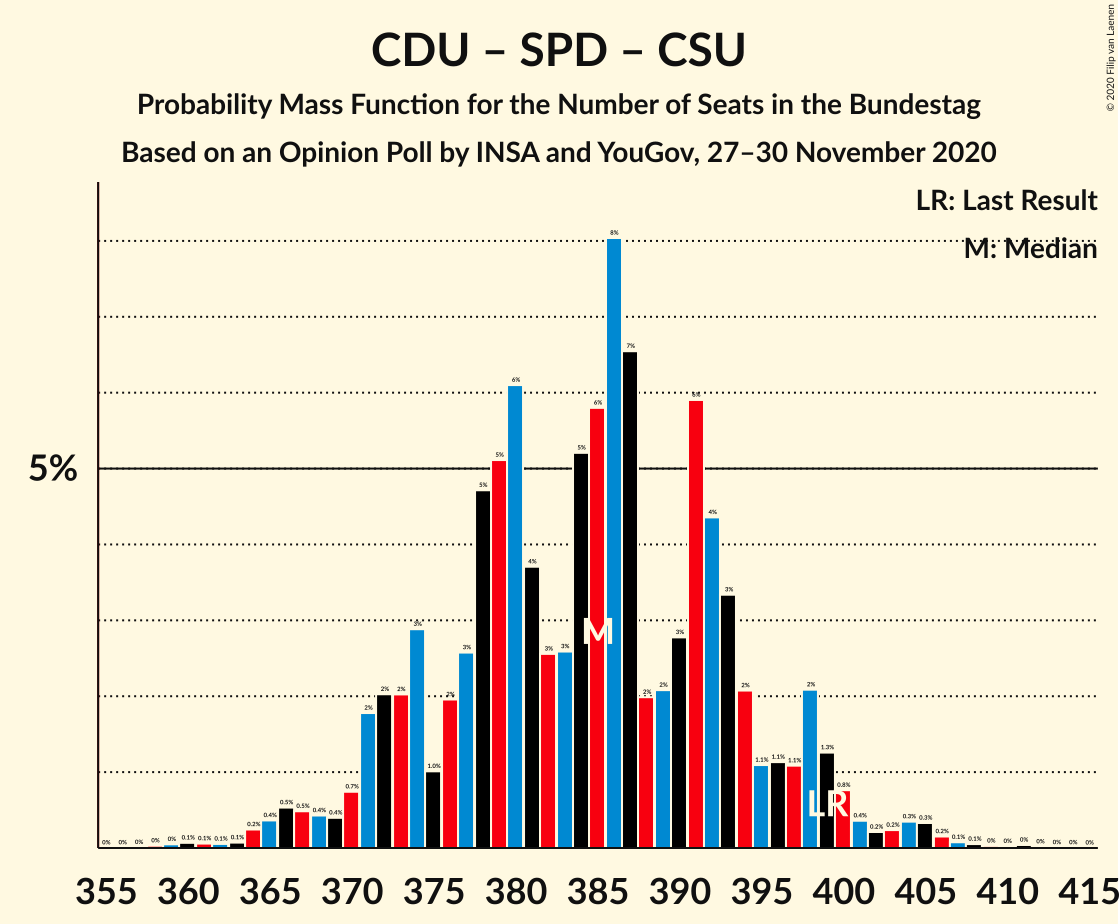 CDU – SPD – CSU
Probability Mass Function for the Number of Seats in the Bundestag
Based on an Opinion Poll by INSA and YouGov, 27–30 November 2020
© 2020 Filip van Laenen
LR: Last Result
M: Median
5%
0% 0% 0% 0% 0% 0.1% 0.1% 0.1% 0.1% 0.2% 0.4% 0.5% 0.5% 0.4% 0.4% 0.7% 2% 2% 2% 3% 1.0% 2% 3% 5% 5% 6% 4% 3% 3% 5% 6% 8% 7% 2% 2% 3% 6% 4% 3% 2% 1.1% 1.1% 1.1% 2% 1.3% 0.8% 0.4% 0.2% 0.2% 0.3% 0.3% 0.2% 0.1% 0.1% 0% 0% 0% 0% 0% 0% 0%
M
LR
355 360 365 370 375 380 385 390 395 400 405 410 415